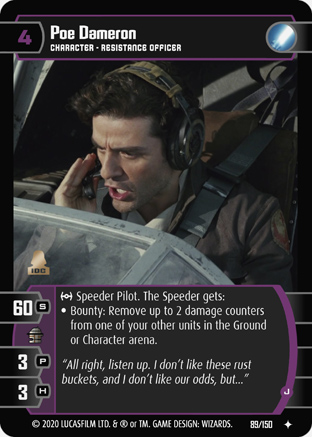 4
Poe Dameron
CHARACTER · RESISTANCE OFFICER
IDC
60 S
Speeder Pilot. The Speeder gets:
• Bounty: Remove up to 2 damage counters
from one of your other units in the Ground
or Character arena.
3 P
“All right, listen up. I don’t like these rust
buckets, and I don’t like our odds, but...”
3 H
J
© 2020 LUCASFILM LTD. & ® or TM. GAME DESIGN: WIZARDS.
89/150